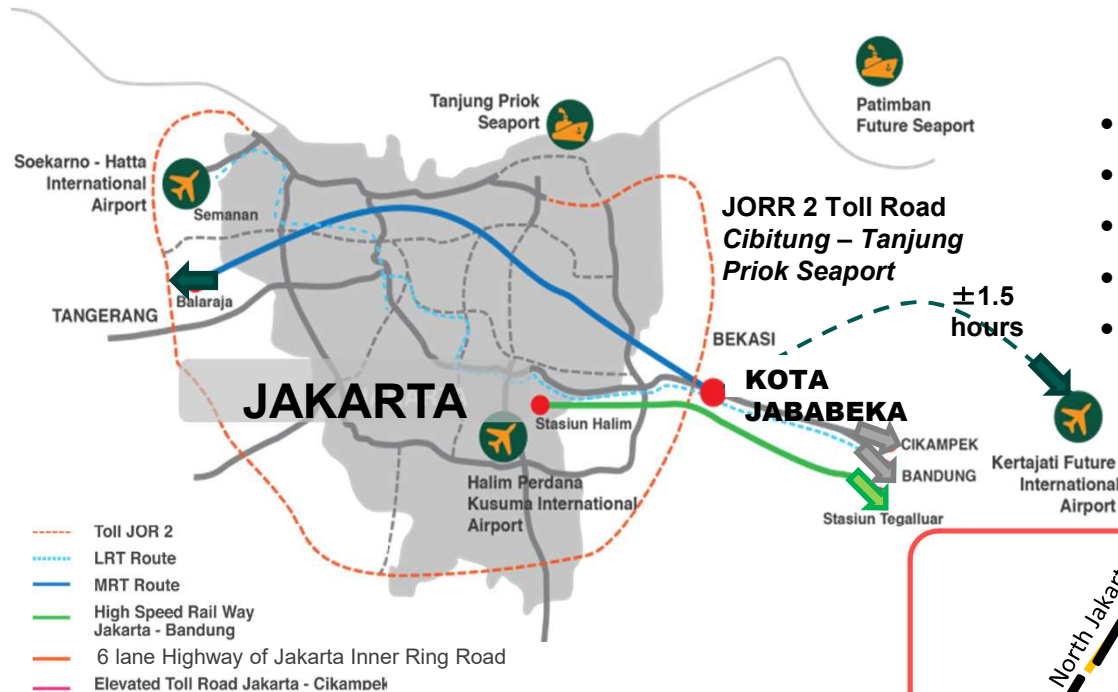 Tanjung Priok
Seaport
Patimban
Future Seaport
Soekarno - Hatta
International
Airport
Semanan
JORR 2 Toll Road
Cibitung – Tanjung
Priok Seaport
±1.5
hours
Balaraja
TANGERANG
BEKASI
KOTA
JABABEKA
JAKARTA
Stasiun Halim
CIKAMPEK
BANDUNG
Kertajati Future
International
Airport
Halim Perdana
Kusuma International
Airport
Stasiun Tegalluar
Toll JOR 2
LRT Route
MRT Route
High Speed Rail Way
Jakarta - Bandung
6 lane Highway of Jakarta Inner Ring Road
Elevated Toll Road Jakarta - Cikampek
North Jakart